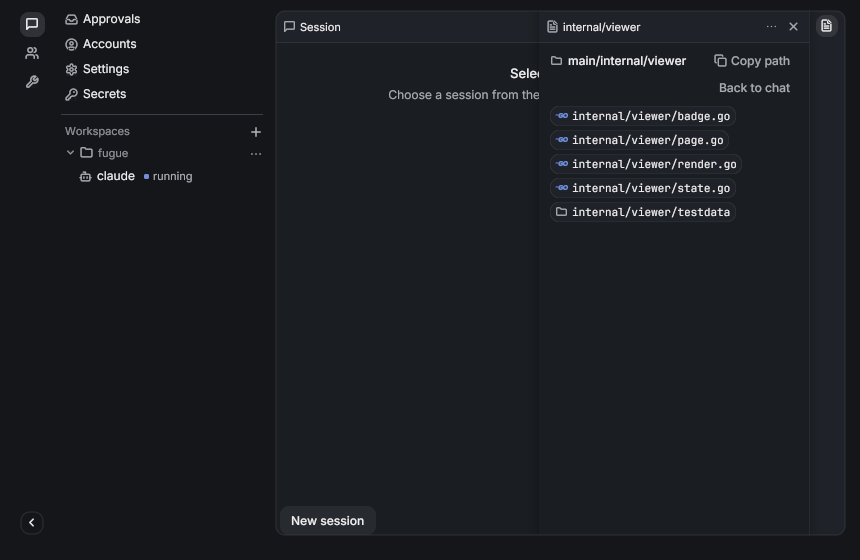 Approvals
Accounts
Settings
Secrets
Workspaces
fugue
claude running
Session
Selec
Choose a session from the
New session
internal/viewer
main/internal/viewer Copy path
Back to chat
internal/viewer/badge.go
internal/viewer/page.go
internal/viewer/render.go
internal/viewer/state.go
internal/viewer/testdata